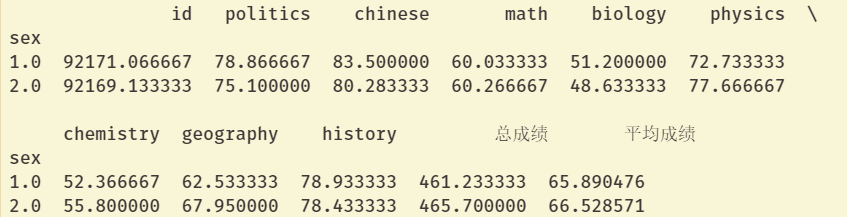 id politics chinese math biology physics \
sex
1.0 92171.066667 78.866667 83.500000 60.033333 51.200000 72.733333
2.0 92169.133333 75.100000 80.283333 60.266667 48.633333 77.666667
chemistry geography history 总成绩 平均成绩
sex
1.0 52.366667 62.533333 78.933333 461.233333 65.890476
2.0 55.800000 67.950000 78.433333 465.700000 66.528571